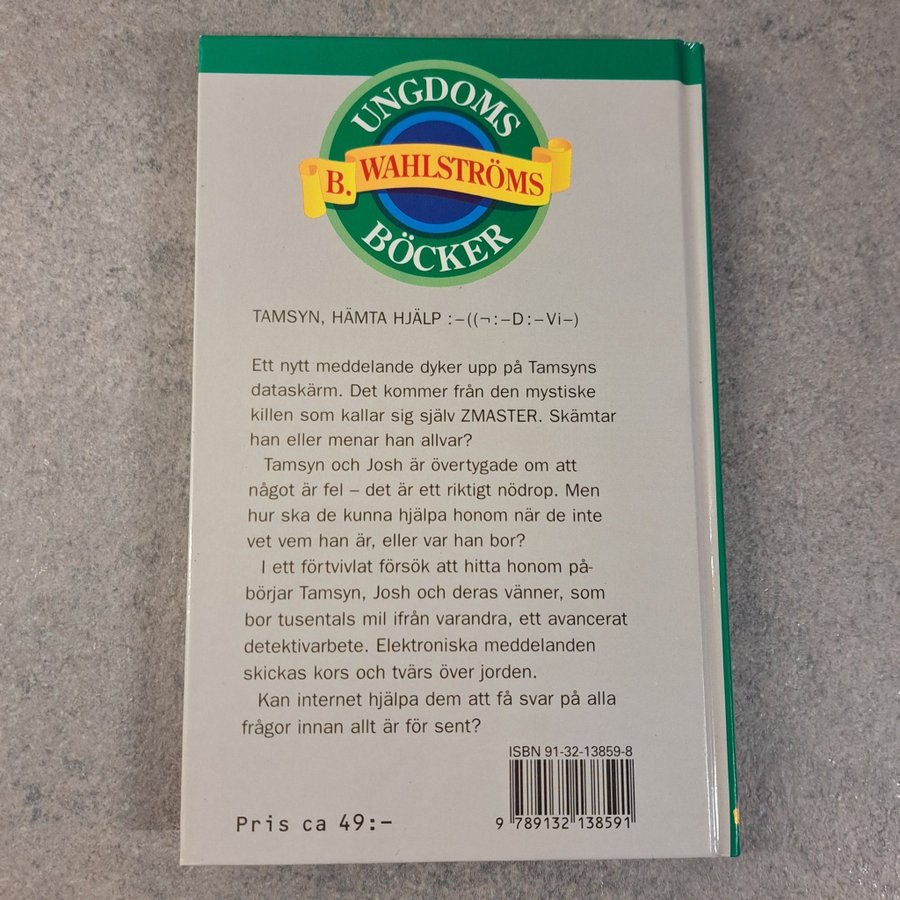 UNGDOMS
B. WAHLSTRÖMS
BÖCKER
TAMSYN, HÄMTA HJÄLP :–((¬:–D:–Vi–)
Ett nytt meddelande dyker upp på Tamsyns
dataskärm. Det kommer från den mystiske
killen som kallar sig själv ZMASTER. Skämtar
han eller menar han allvar?
Tamsyn och Josh är övertygade om att
något är fel – det är ett riktigt nödrop. Men
hur ska de kunna hjälpa honom när de inte
vet vem han är, eller var han bor?
I ett förtvivlat försök att hitta honom på-
börjar Tamsyn, Josh och deras vänner, som
bor tusentals mil ifrån varandra, ett avancerat
detektivarbete. Elektroniska meddelanden
skickas kors och tvärs över jorden.
Kan internet hjälpa dem att få svar på alla
frågor innan allt är för sent?
ISBN 91-32-13859-8
Pris ca 49:–
9 789132 138591